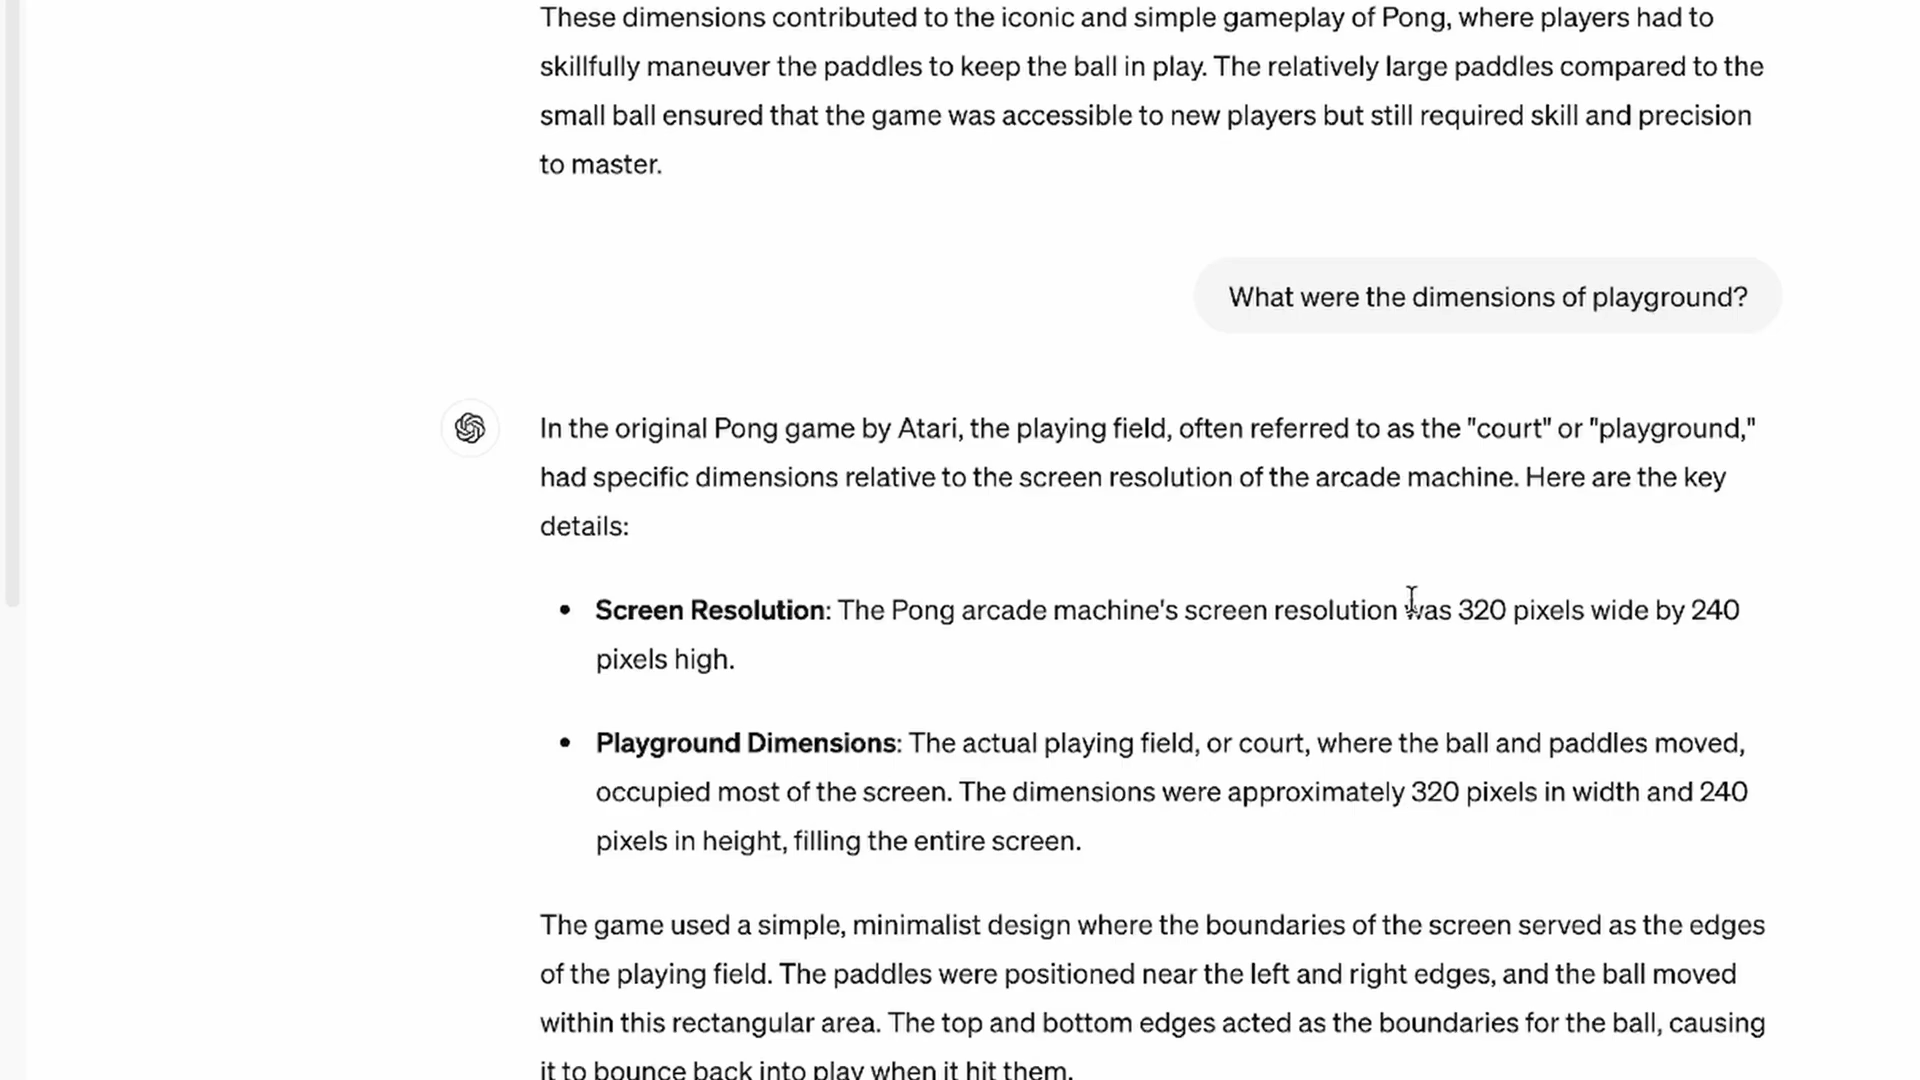 These dimensions contributed to the iconic and simple gameplay of Pong, where players had to
skillfully maneuver the paddles to keep the ball in play. The relatively large paddles compared to the
small ball ensured that the game was accessible to new players but still required skill and precision
to master.
What were the dimensions of playground?
In the original Pong game by Atari, the playing field, often referred to as the "court" or "playground,"
had specific dimensions relative to the screen resolution of the arcade machine. Here are the key
details:
• Screen Resolution: The Pong arcade machine's screen resolution was 320 pixels wide by 240
pixels high.
• Playground Dimensions: The actual playing field, or court, where the ball and paddles moved,
occupied most of the screen. The dimensions were approximately 320 pixels in width and 240
pixels in height, filling the entire screen.
The game used a simple, minimalist design where the boundaries of the screen served as the edges
of the playing field. The paddles were positioned near the left and right edges, and the ball moved
within this rectangular area. The top and bottom edges acted as the boundaries for the ball, causing
it to bounce back into play when it hit them.